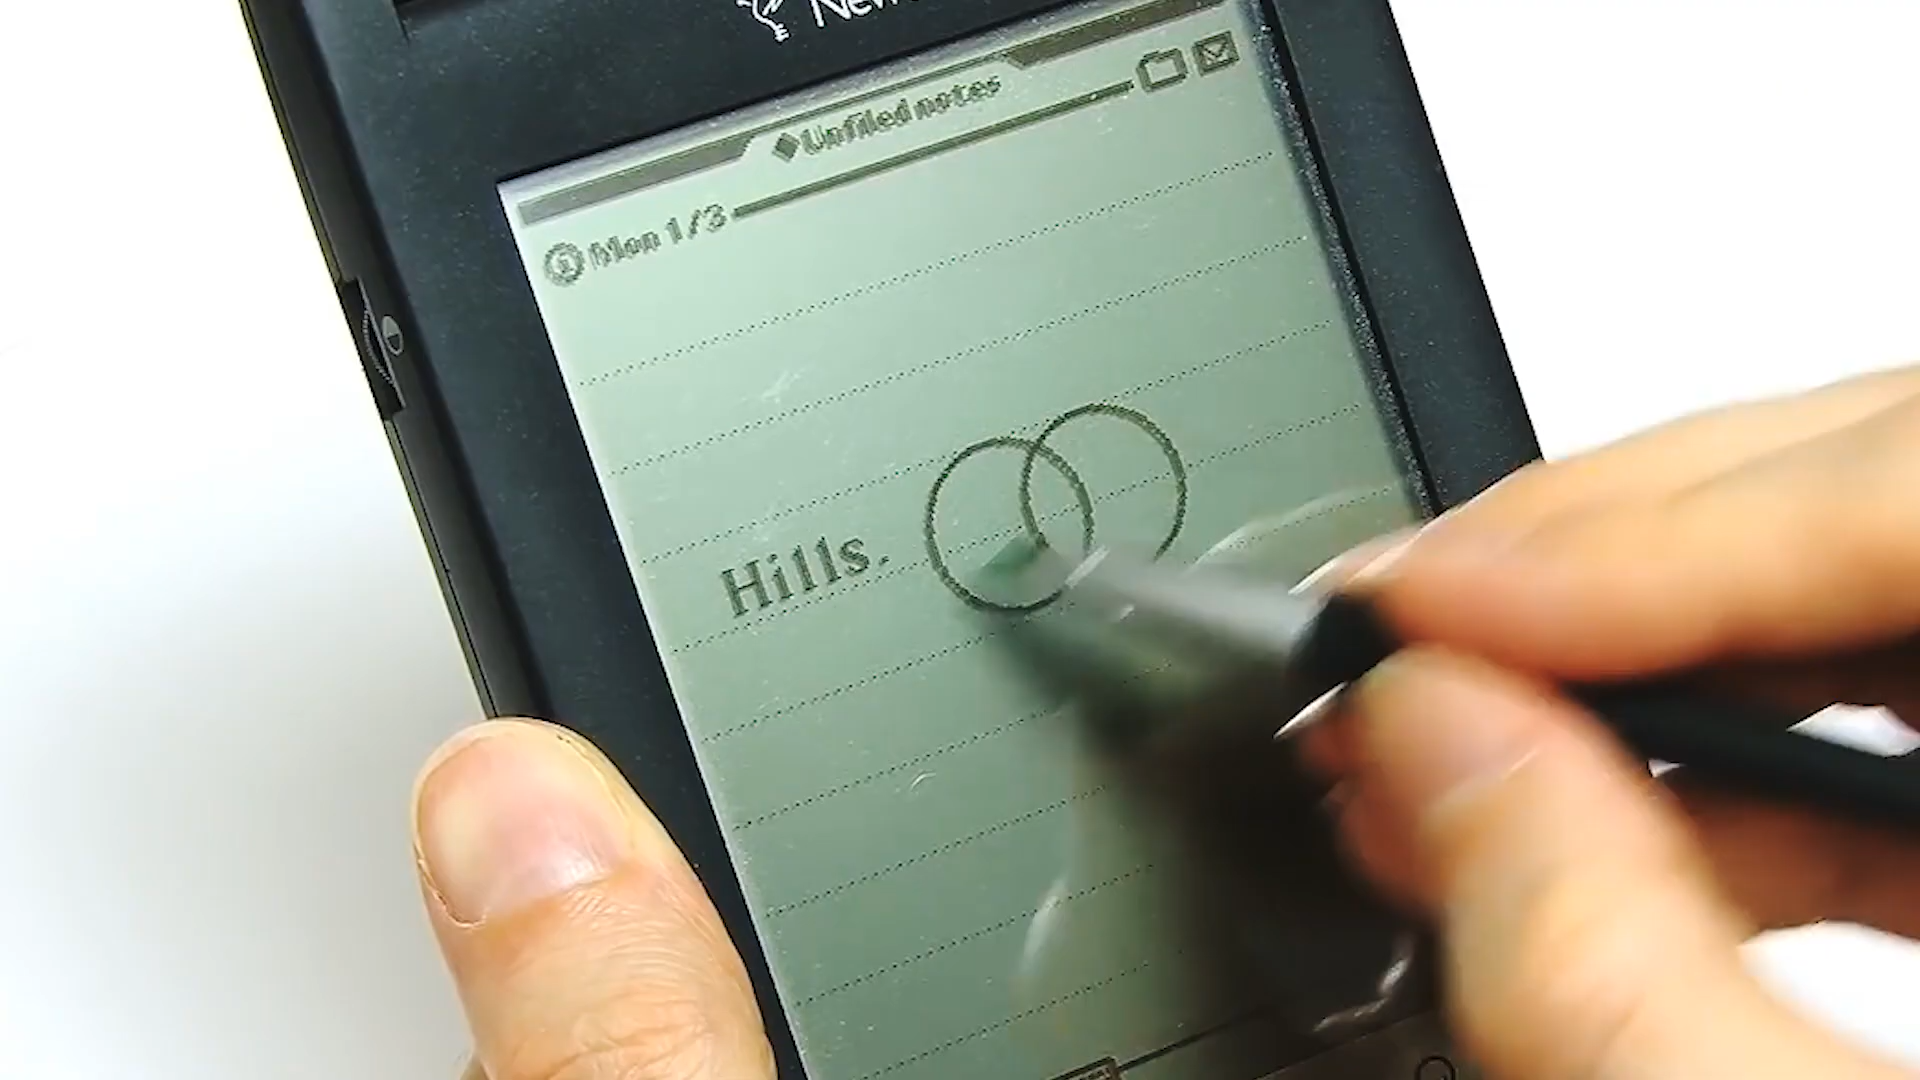 Unfiled notes
Mon 1/3
Hills.